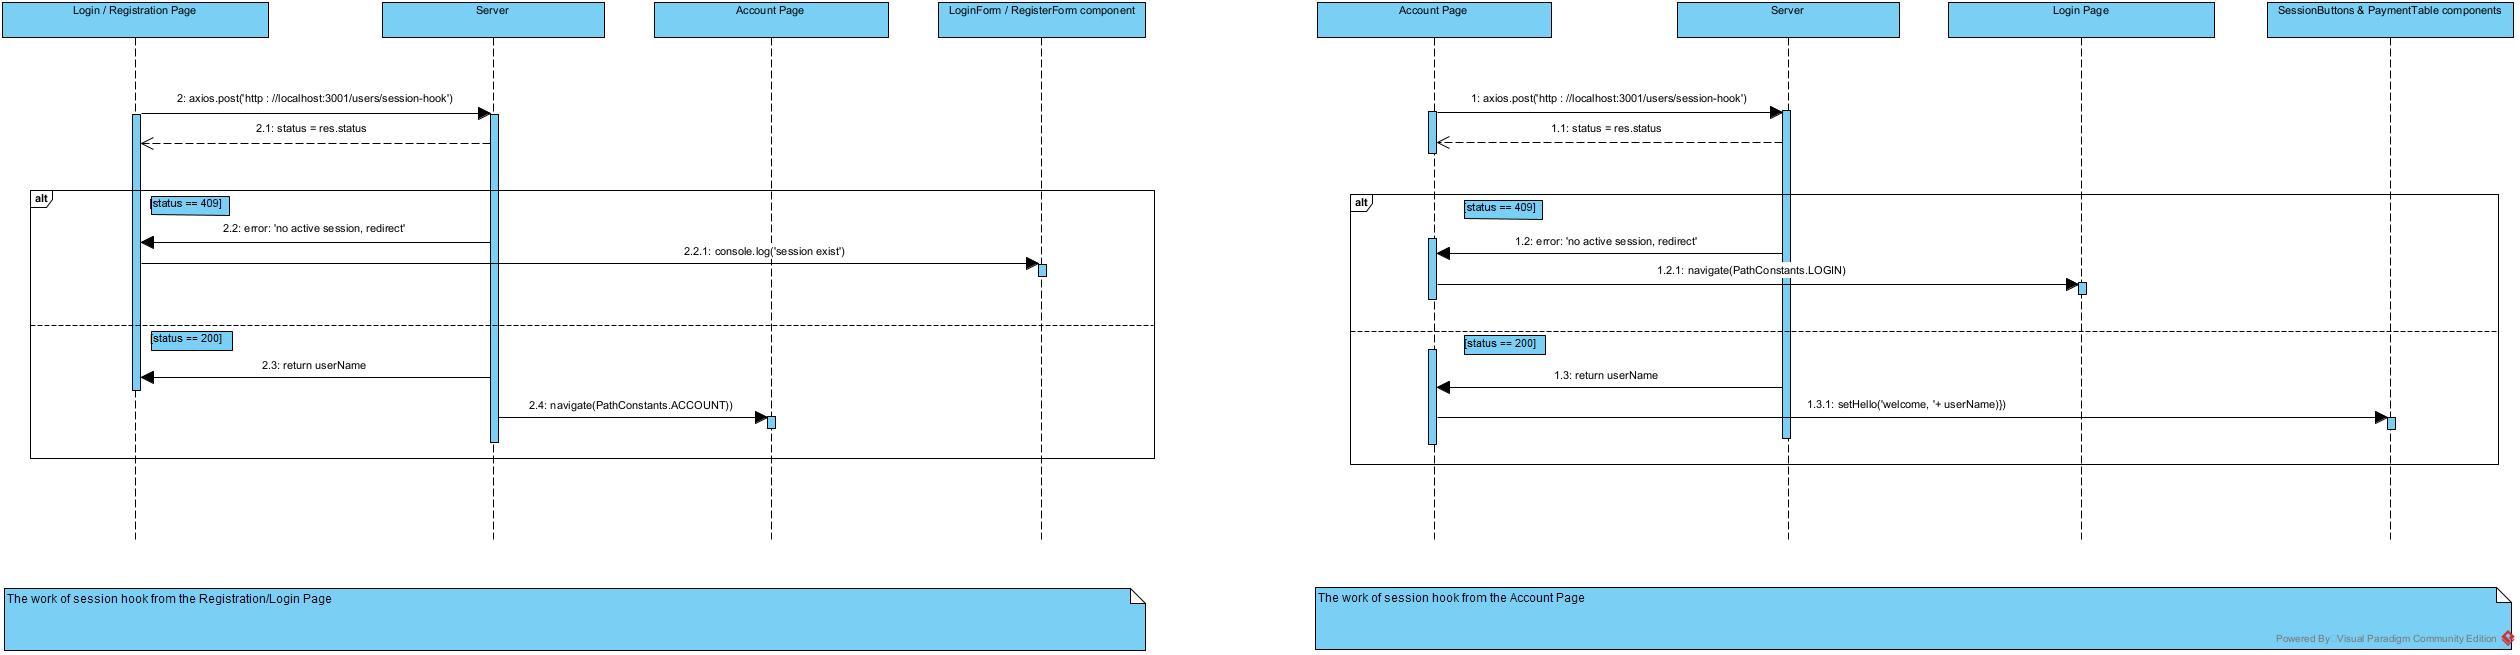 Login / Registration Page
Server
Account Page
LoginForm / RegisterForm component
2: axios.post('http : //localhost:3001/users/session-hook')
2.1: status = res.status
alt
[status == 409]
2.2: error: 'no active session, redirect'
2.2.1: console.log('session exist')
[status == 200]
2.3: return userName
2.4: navigate(PathConstants.ACCOUNT))
The work of session hook from the Registration/Login Page
Account Page
Server
Login Page
SessionButtons & PaymentTable components
1: axios.post('http : //localhost:3001/users/session-hook')
1.1: status = res.status
alt
[status == 409]
1.2: error: 'no active session, redirect'
1.2.1: navigate(PathConstants.LOGIN)
[status == 200]
1.3: return userName
1.3.1: setHello('welcome, '+ userName)})
The work of session hook from the Account Page
Powered By Visual Paradigm Community Edition